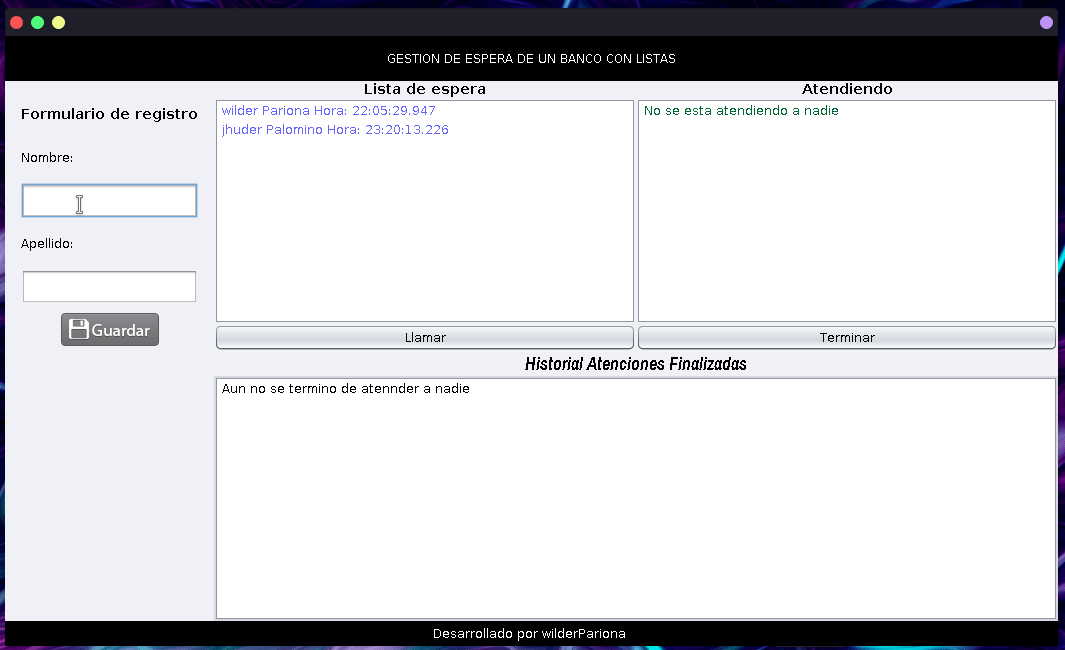 GESTION DE ESPERA DE UN BANCO CON LISTAS
Formulario de registro
Nombre:
Apellido:
Guardar
Lista de espera
wilder Pariona Hora: 22:05:29.947
jhuder Palomino Hora: 23:20:13.226
Llamar
Atendiendo
No se esta atendiendo a nadie
Terminar
Historial Atenciones Finalizadas
Aun no se termino de atennder a nadie
Desarrollado por wilderPariona